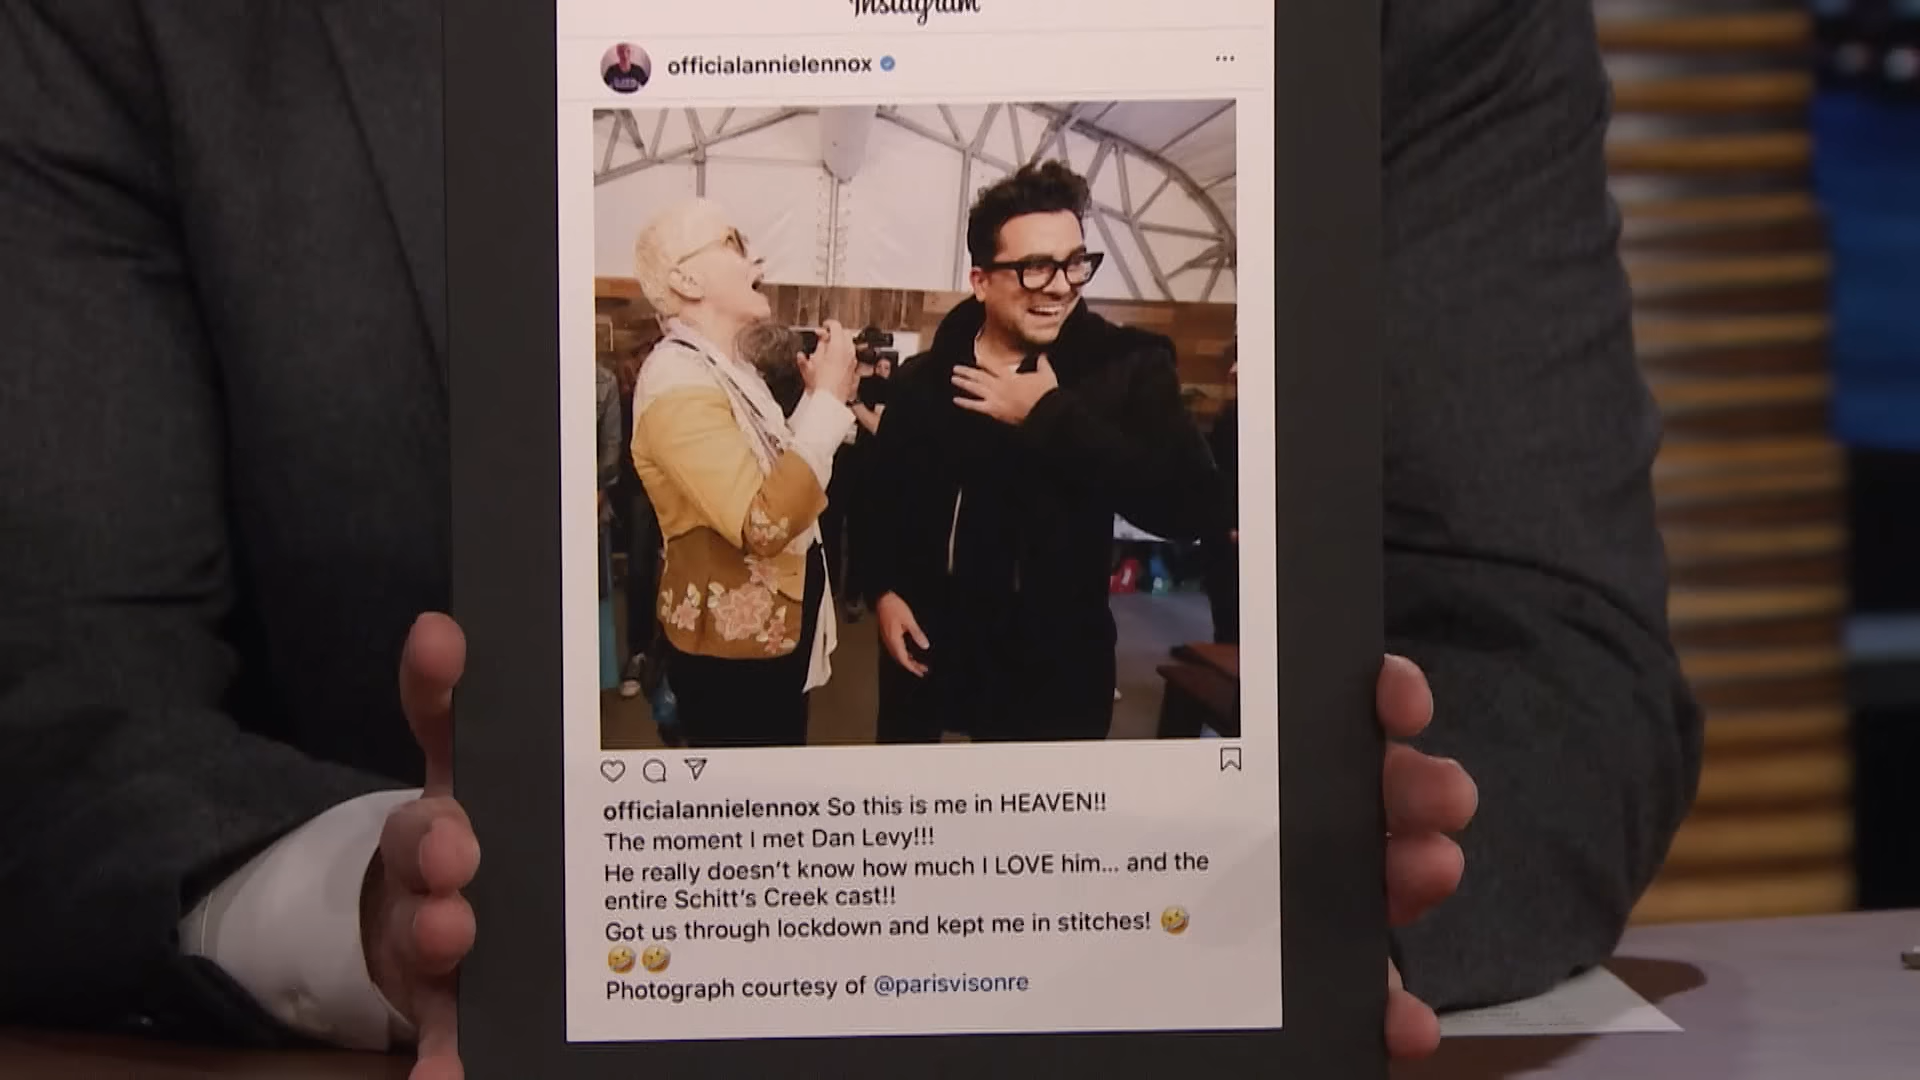 Instagram
officialannielennox
officialannielennox So this is me in HEAVEN!!
The moment I met Dan Levy!!!
He really doesn't know how much I LOVE him... and the
entire Schitt's Creek cast!!
Got us through lockdown and kept me in stitches! 🤣
🤣🤣
Photograph courtesy of @parisvisonre